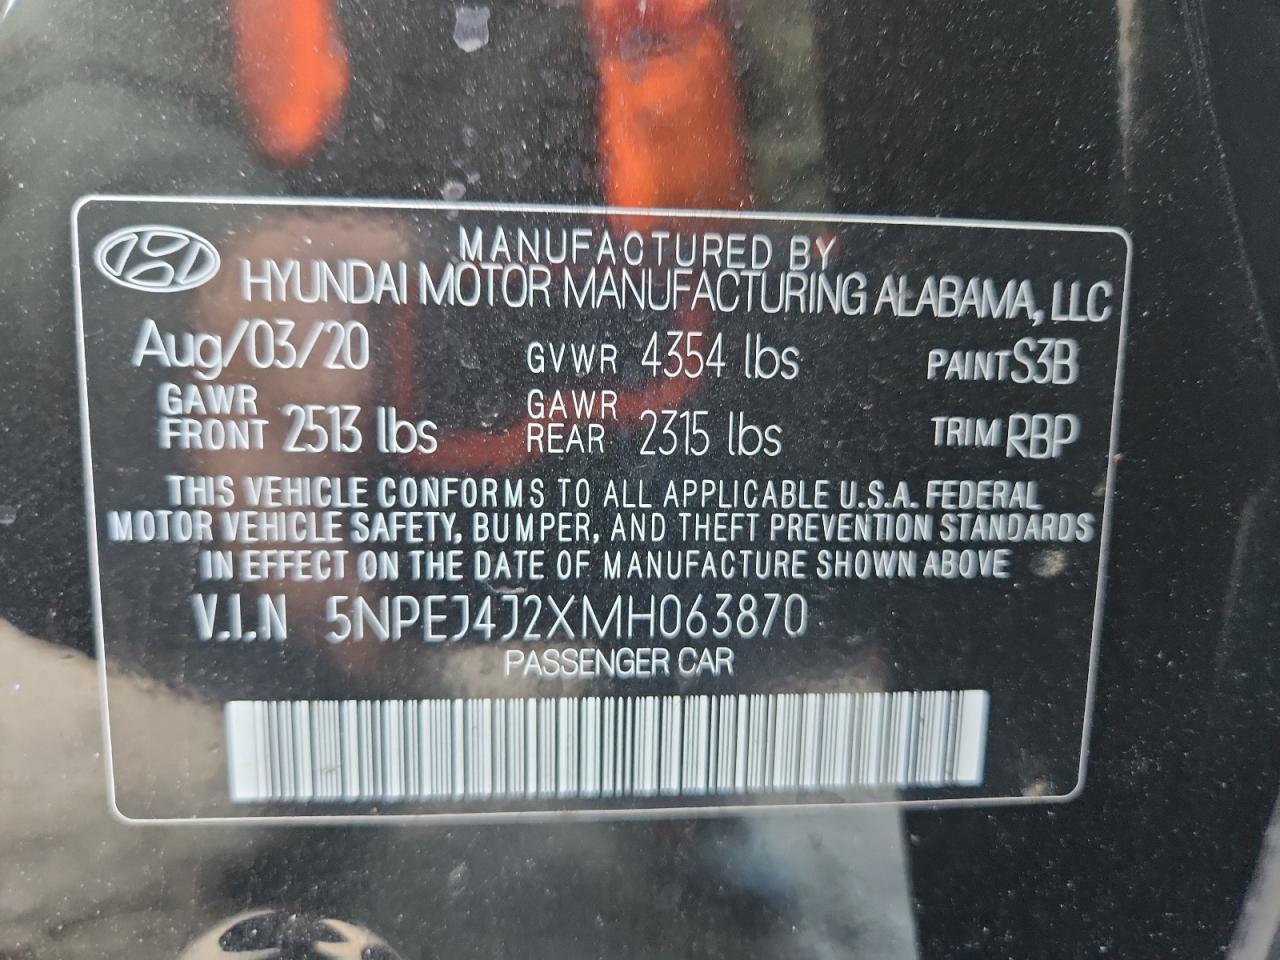 MANUFACTURED BY
HYUNDAI MOTOR MANUFACTURING ALABAMA, LLC
Aug/03/20 GVWR 4354 lbs PAINT S3B
GAWR FRONT 2513 lbs GAWR REAR 2315 lbs TRIM RBP
THIS VEHICLE CONFORMS TO ALL APPLICABLE U.S.A. FEDERAL
MOTOR VEHICLE SAFETY, BUMPER, AND THEFT PREVENTION STANDARDS
IN EFFECT ON THE DATE OF MANUFACTURE SHOWN ABOVE
V.I.N 5NPEJ4J2XMH063870
PASSENGER CAR